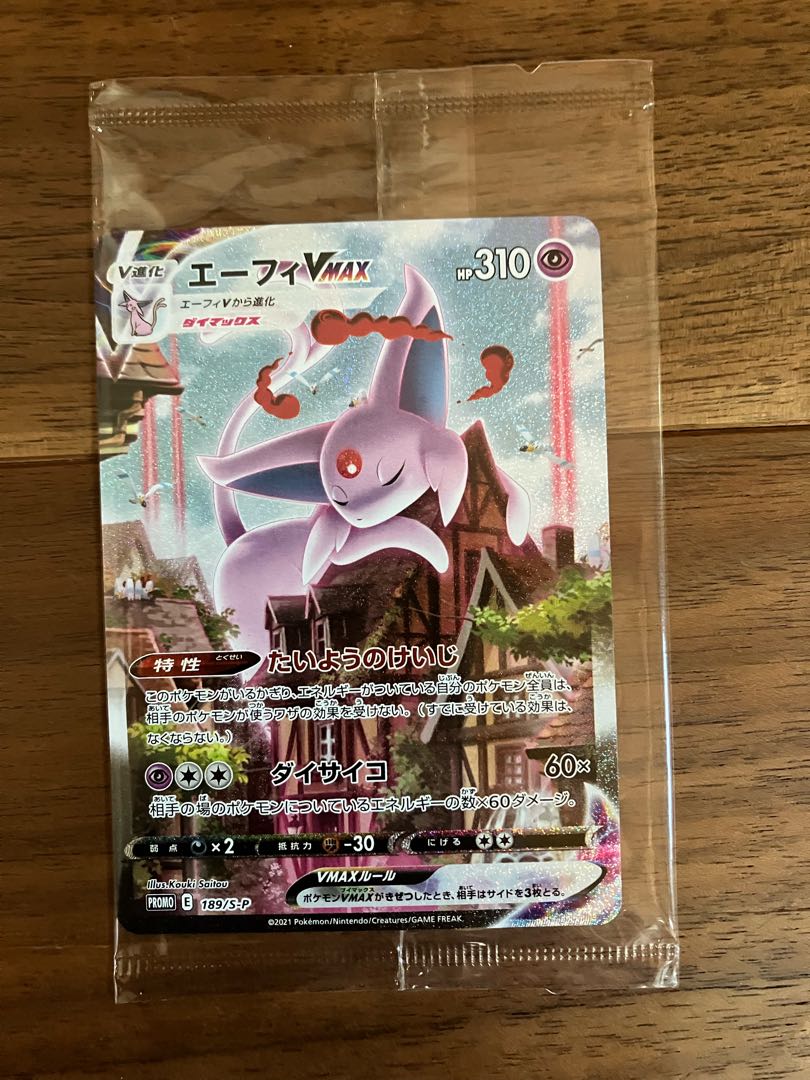 V進化
エーフィVMAX
HP310
エーフィVから進化
ダイマックス
特性
とくせい
たいようのけいじ
このポケモンがいるかぎり、エネルギーがついている自分のポケモン全員は、
相手のポケモンが使うワザの効果を受けない。(すでに受けている効果は、
なくならない。)
ダイサイコ
60×
相手の場のポケモンについているエネルギーの数×60ダメージ。
弱点 ×2 抵抗力 -30 にげる
VMAXルール
ポケモンVMAXがきぜつしたとき、相手はサイドを3枚とる。
Illus.Kouki Saitou
PROMO E 189/S-P
©2021 Pokémon/Nintendo/Creatures/GAME FREAK.